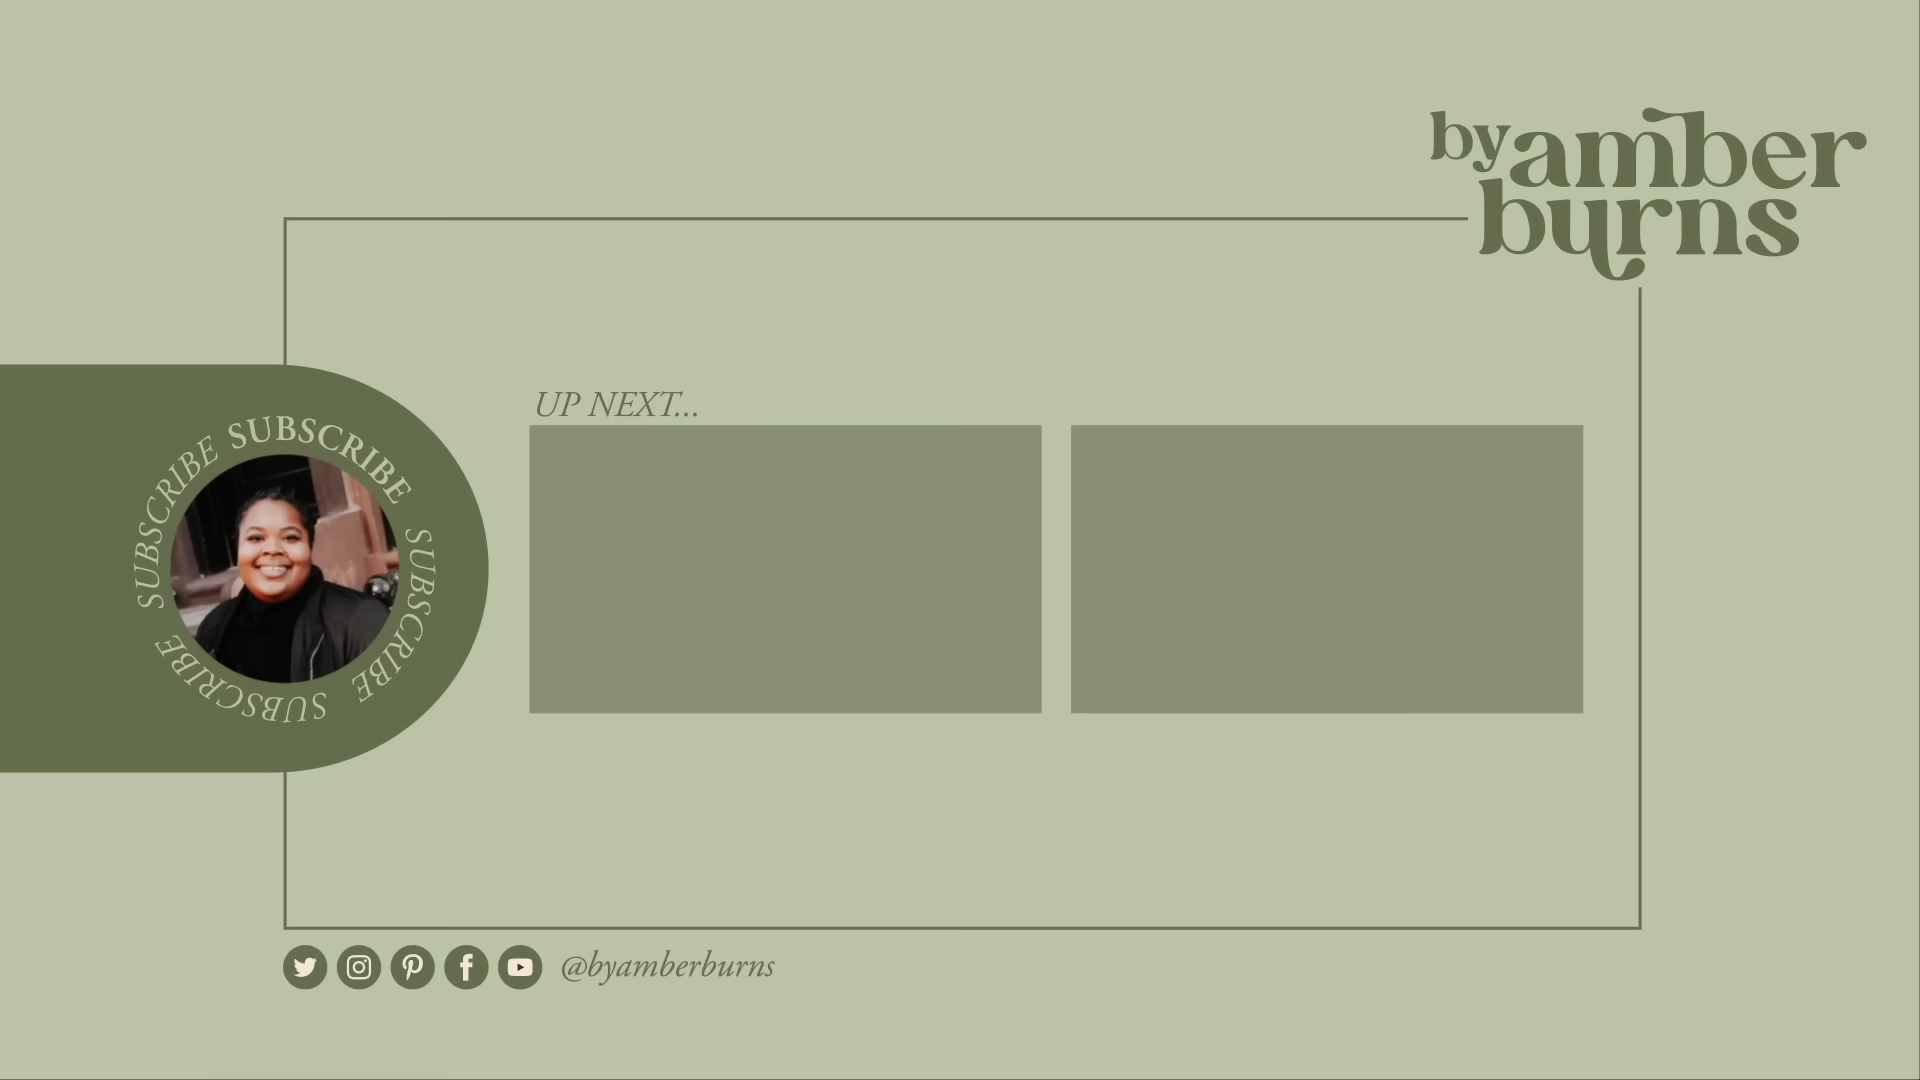 by amber
burns
UP NEXT...
SUBSCRIBE
SUBSCRIBE
SUBSCRIBE
SUBSCRIBE
@byamberburns